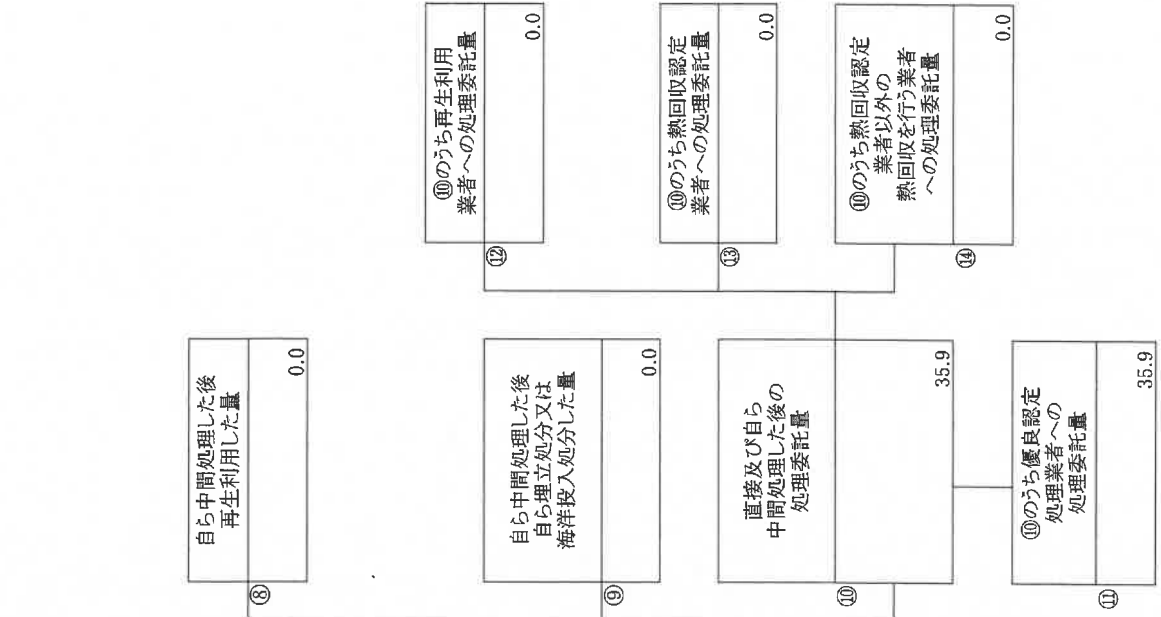 ⑧
自ら中間処理した後
再生利用した量
0.0
⑨
自ら中間処理した後
自ら埋立処分又は
海洋投入処分した量
0.0
⑩
直接及び自ら
中間処理した後の
処理委託量
35.9
⑪
⑩のうち優良認定
処理業者への
処理委託量
35.9
⑫
⑩のうち再生利用
業者への処理委託量
0.0
⑬
⑩のうち熱回収認定
業者への処理委託量
0.0
⑭
⑩のうち熱回収認定
業者以外の
熱回収を行う業者
への処理委託量
0.0